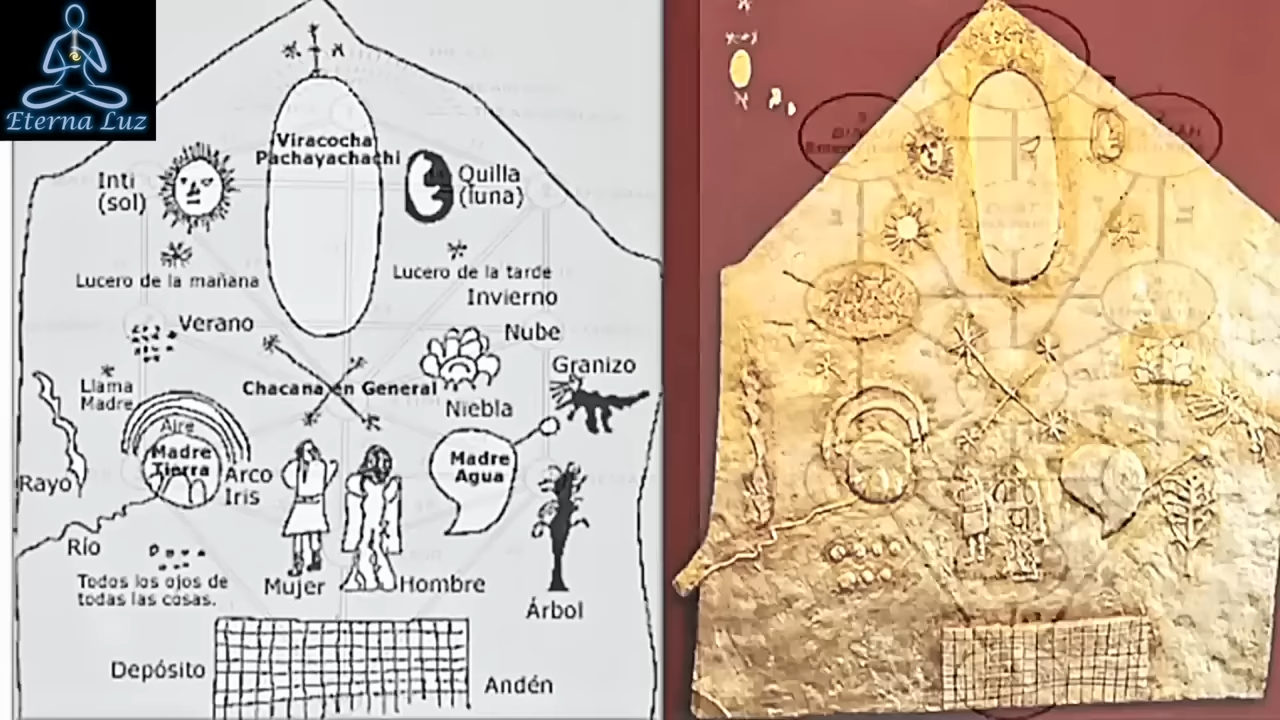 Eterna Luz
Viracocha
Pachayachachi
Inti
(sol)
Quilla
(luna)
Lucero de la mañana
Lucero de la tarde
Invierno
Verano
Nube
Granizo
Llama
Madre
Chacana en General
Niebla
Aire
Madre
Tierra
Arco
Iris
Madre
Agua
Rayo
Río
Todos los ojos de
todas las cosas.
Mujer
Hombre
Árbol
Depósito
Andén